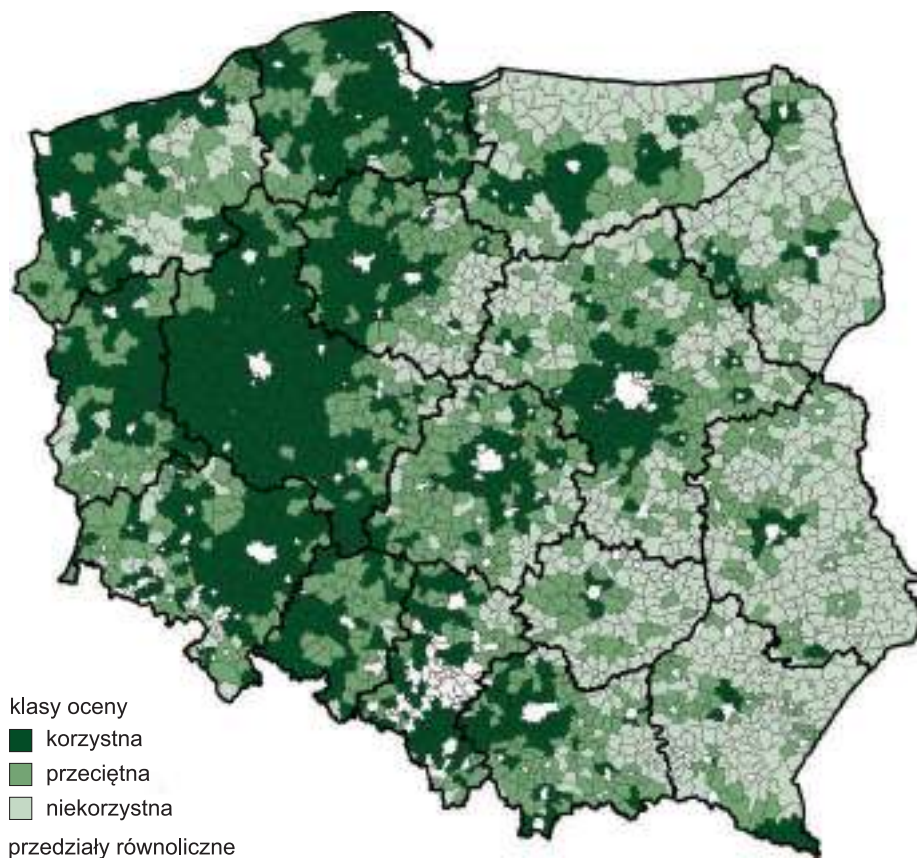 klasy oceny
korzystna
przeciętna
niekorzystna
przedziały równoliczne